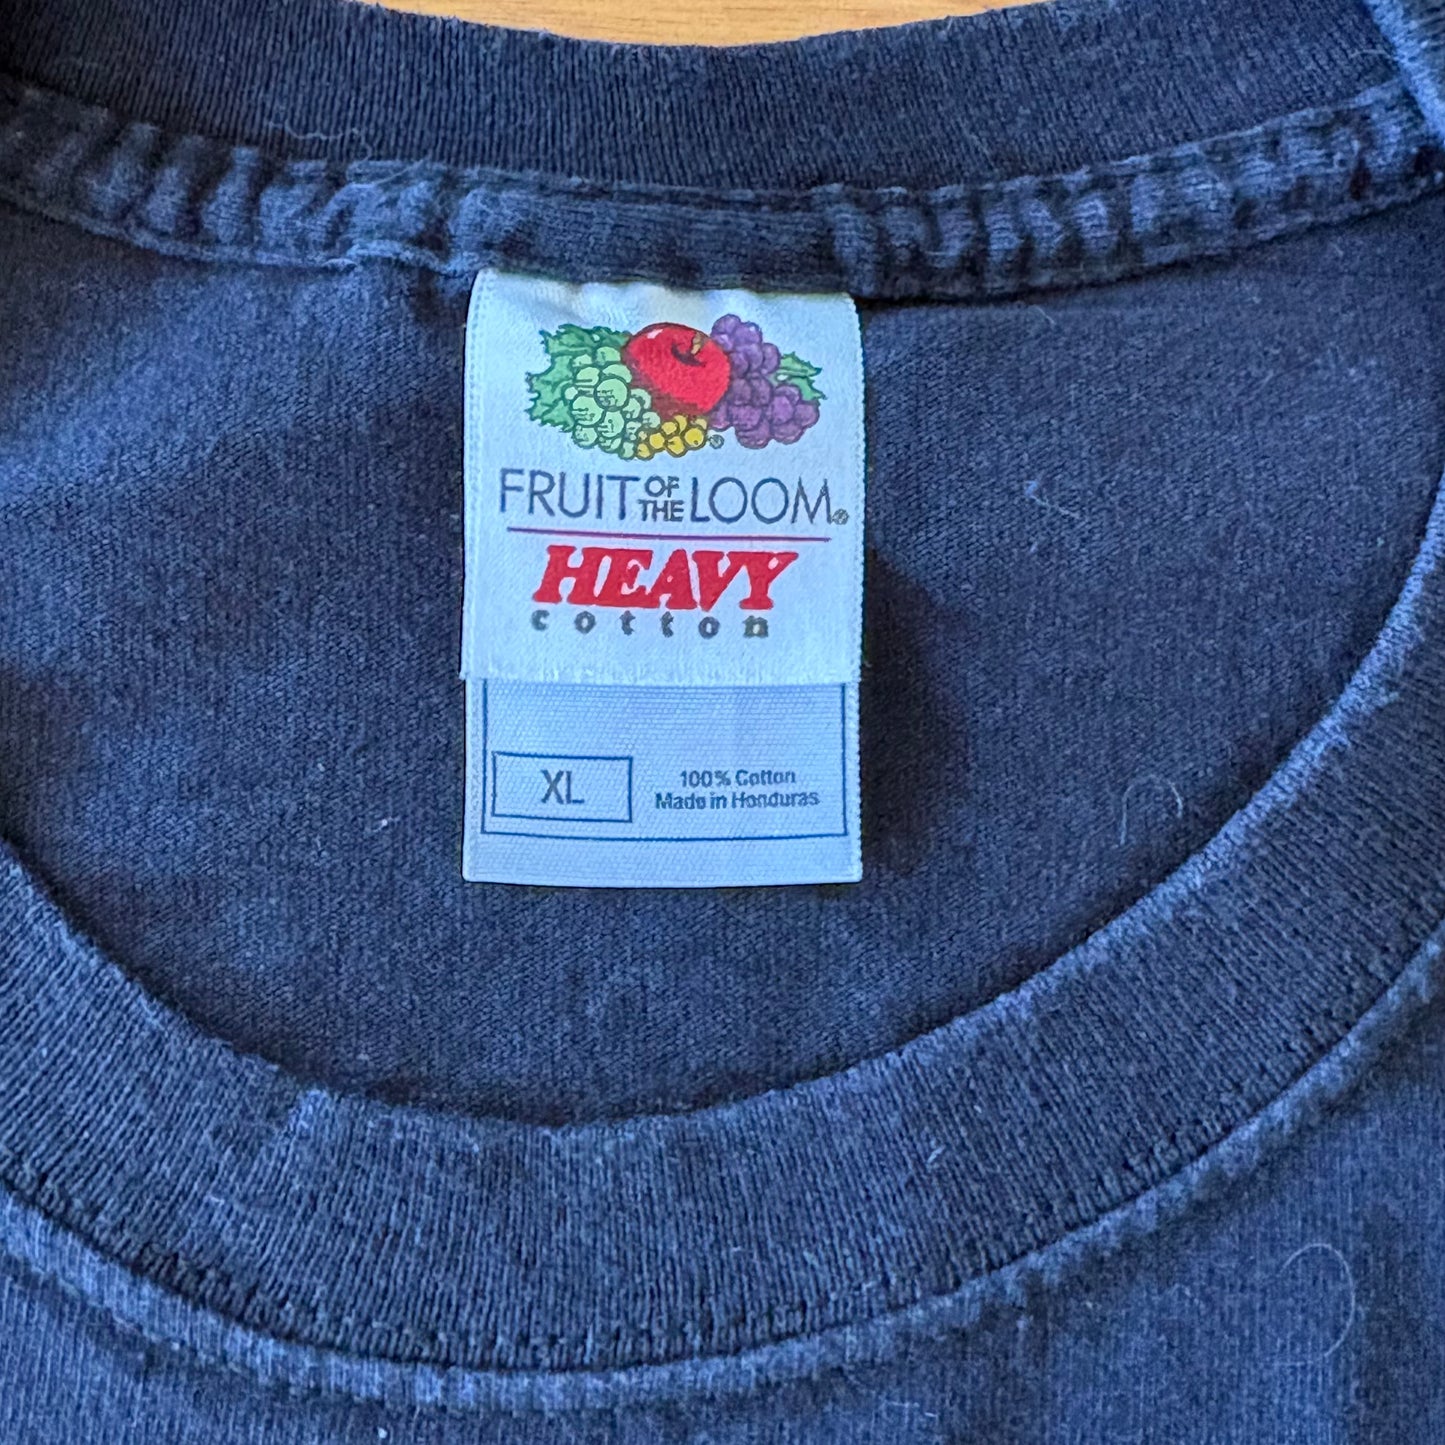 FRUIT OF THE LOOM®
HEAVY
cotton
XL
100% Cotton
Made in Honduras